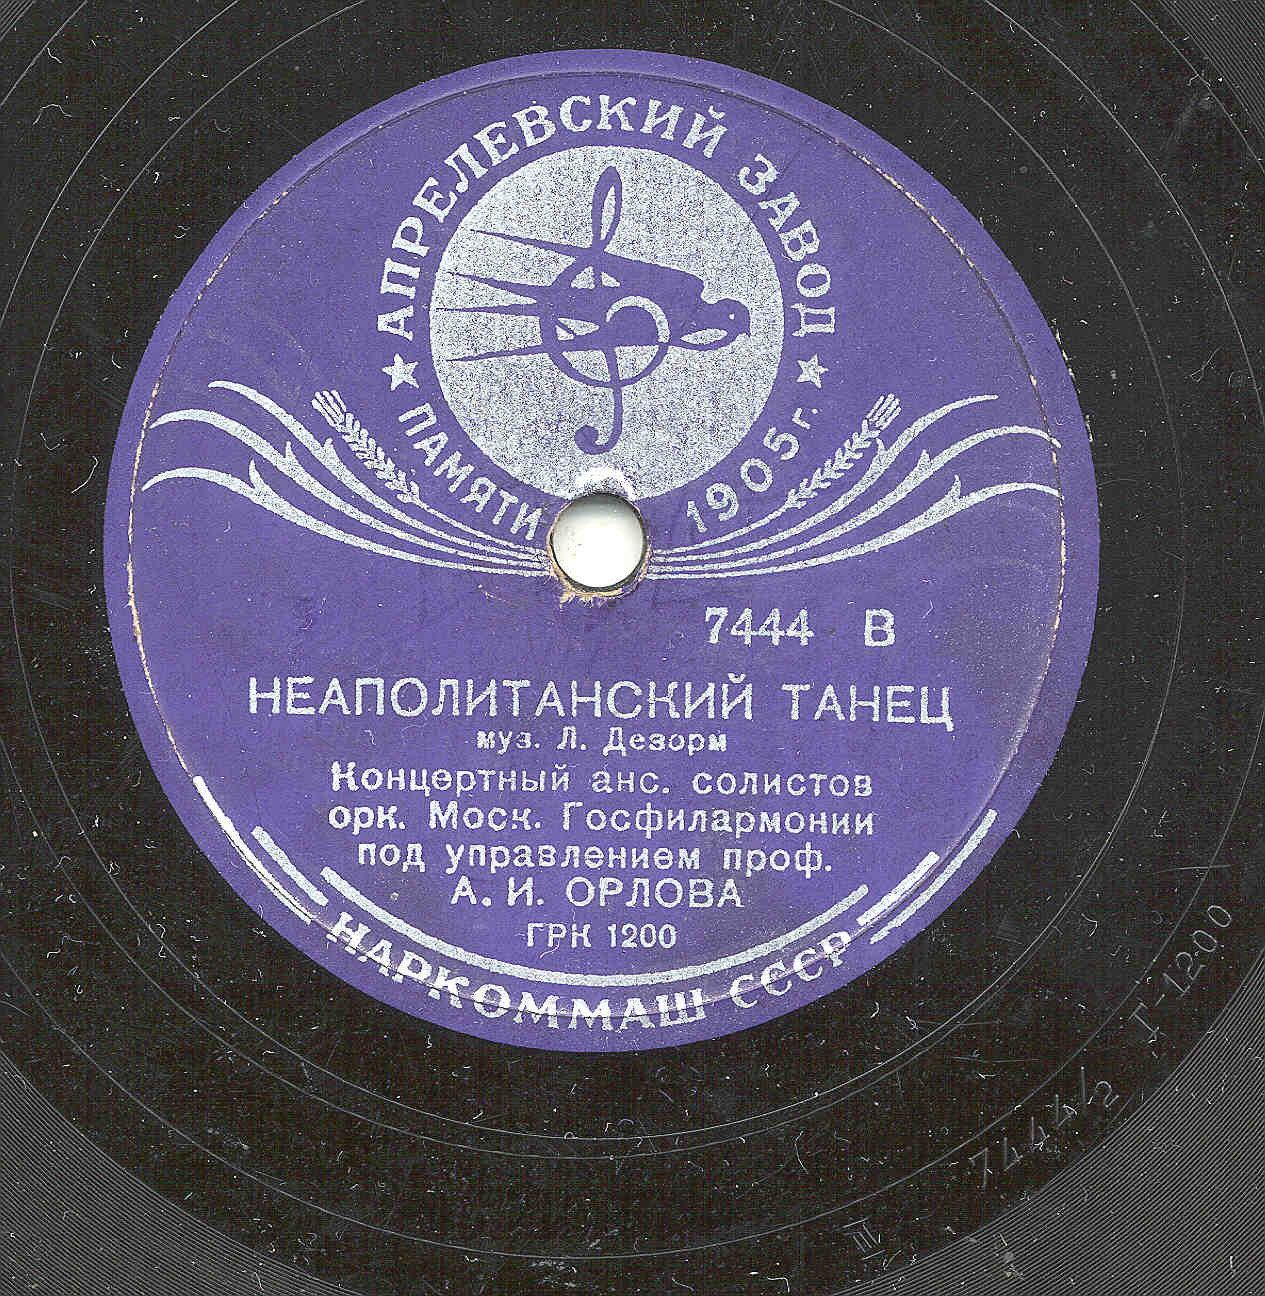 АПРЕЛЕВСКИЙ ЗАВОД
ПАМЯТИ 1905 г.
7444 В
НЕАПОЛИТАНСКИЙ ТАНЕЦ
муз. Л. Дезорм
Концертный анс. солистов
орк. Моск. Госфилармонии
под управлением проф.
А. И. ОРЛОВА
ГРК 1200
НАРКОММАШ СССР
7444/2 Г-1200
III